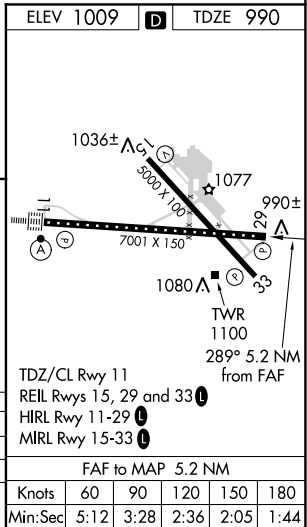 ELEV 1009 D TDZE 990
1036±
15
5000 X 100
1077
11
29
990±
A
P
7001 X 150
P
V
P
33
1080
TWR
1100
289° 5.2 NM
from FAF
TDZ/CL Rwy 11
REIL Rwys 15, 29 and 33 L
HIRL Rwy 11-29 L
MIRL Rwy 15-33 L
FAF to MAP 5.2 NM
Knots 60 90 120 150 180
Min:Sec 5:12 3:28 2:36 2:05 1:44